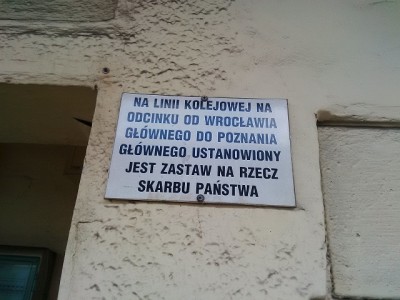 NA LINII KOLEJOWEJ NA
ODCINKU OD WROCŁAWIA
GŁÓWNEGO DO POZNANIA
GŁÓWNEGO USTANOWIONY
JEST ZASTAW NA RZECZ
SKARBU PAŃSTWA